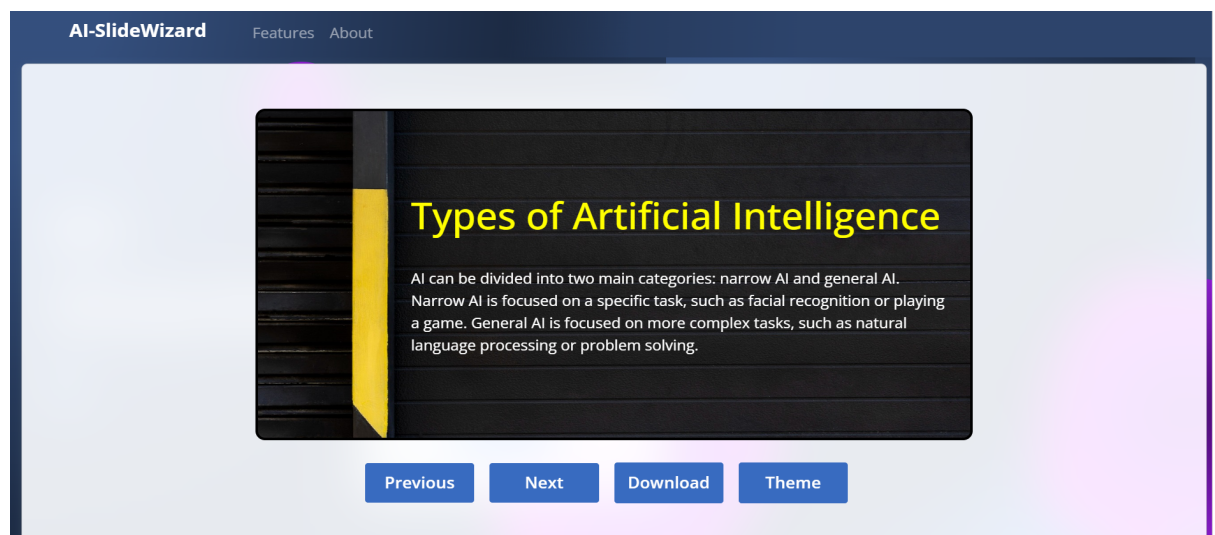 AI-SlideWizard Features About
Types of Artificial Intelligence
AI can be divided into two main categories: narrow AI and general AI.
Narrow AI is focused on a specific task, such as facial recognition or playing
a game. General AI is focused on more complex tasks, such as natural
language processing or problem solving.
Previous Next Download Theme